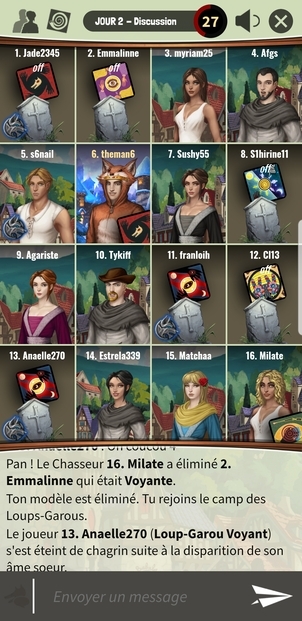 JOUR 2 – Discussion
27
1. Jade2345
2. Emmalinne
3. myriam25
4. Afgs
off
off
5. s6nail
6. theman6
7. Sushy55
8. S1hirine11
off
9. Agariste
10. Tykiff
11. franloih
12. Cl13
off
13. Anaelle270
14. Estrela339
15. Matchaa
16. Milate
Pan ! Le Chasseur 16. Milate a éliminé 2.
Emmalinne qui était Voyante.
Ton modèle est éliminé. Tu rejoins le camp des
Loups-Garous.
Le joueur 13. Anaelle270 (Loup-Garou Voyant)
s'est éteint de chagrin suite à la disparition de son
âme soeur.
Envoyer un message